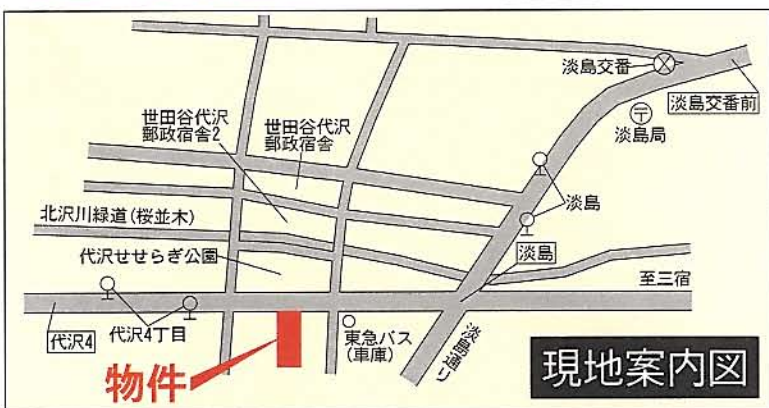 淡島交番
淡島交番前
〒
淡島局
世田谷代沢
郵政宿舎2
世田谷代沢
郵政宿舎
淡島
北沢川緑道(桜並木)
代沢せせらぎ公園
淡島
至三宿
代沢4
代沢4丁目
東急バス
(車庫)
淡島通り
物件
現地案内図